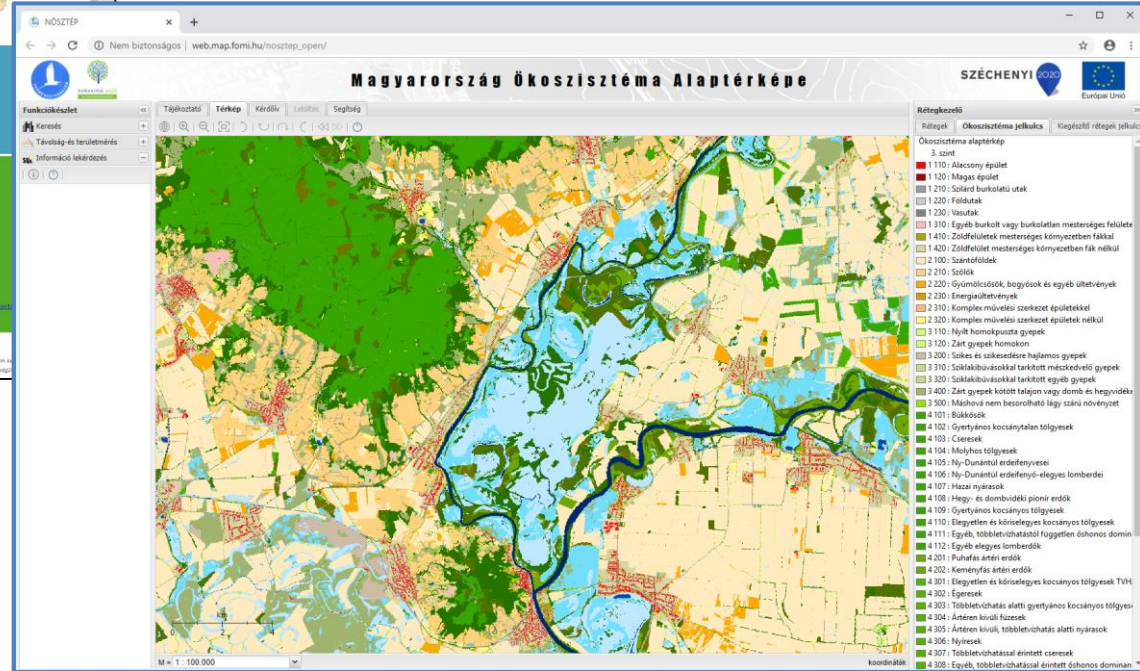 NÖSZTÉP
Nem biztonságos | web.map.fomi.hu/nosztep_open/
Magyarország Ökoszisztéma Alaptérképe
SZÉCHENYI 2020
Európai Unió
Funkciókészlet
Keresés
Távolság-és területmérés
Információ lekérdezés
Tájékoztató Térkép Kérdőív Letöltés Segítség
km
0 2 4
M = 1 : 100.000
koordináták
Rétegkezelő
Rétegek Ökoszisztéma jelkulcs Kiegészítő rétegek jelkulc
Ökoszisztéma alaptérkép
3. szint
1 110 : Alacsony épület
1 120 : Magas épület
1 210 : Szilárd burkolatú utak
1 220 : Földutak
1 230 : Vasutak
1 310 : Egyéb burkolt vagy burkolatlan mesterséges felülete
1 410 : Zöldfelületek mesterséges környezetben fákkal
1 420 : Zöldfelület mesterséges környezetben fák nélkül
2 100 : Szántóföldek
2 210 : Szőlők
2 220 : Gyümölcsösök, bogyósok és egyéb ültetvények
2 230 : Energiaültetvények
2 310 : Komplex művelési szerkezet épületekkel
2 320 : Komplex művelési szerkezet épületek nélkül
3 110 : Nyílt homokpuszta gyepek
3 120 : Zárt gyepek homokon
3 200 : Szikes és szikesedésre hajlamos gyepek
3 310 : Sziklakibúvásokkal tarkított mészkedvelő gyepek
3 320 : Sziklakibúvásokkal tarkított egyéb gyepek
3 400 : Zárt gyepek kötött talajon vagy domb és hegyvidéke
3 500 : Máshová nem besorolható lágy szárú növényzet
4 101 : Bükkösök
4 102 : Gyertyános kocsánytalan tölgyesek
4 103 : Cseresek
4 104 : Molyhos tölgyesek
4 105 : Ny-Dunántúl erdeifenyvesei
4 106 : Ny-Dunántúl erdeifenyő-elegyes lomberdei
4 107 : Hazai nyárasok
4 108 : Hegy- és dombvidéki pionír erdők
4 109 : Gyertyános kocsányos tölgyesek
4 110 : Elegyetlen és kőriselegyes kocsányos tölgyesek
4 111 : Egyéb, többletvízhatástól független őshonos domin
4 112 : Egyéb elegyes lomberdők
4 201 : Puhafás ártéri erdők
4 202 : Keményfás ártéri erdők
4 301 : Elegyetlen és kőriselegyes kocsányos tölgyesek TVH
4 302 : Égeresek
4 303 : Többletvízhatás alatti gyertyános kocsányos tölgyes
4 304 : Ártéren kívüli fűzesek
4 305 : Ártéren kívüli, többletvízhatás alatti nyárasok
4 306 : Nyíresek
4 307 : Többletvízhatással érintett cseresek
4 308 : Egyéb, többletvízhatással érintett őshonos dominan